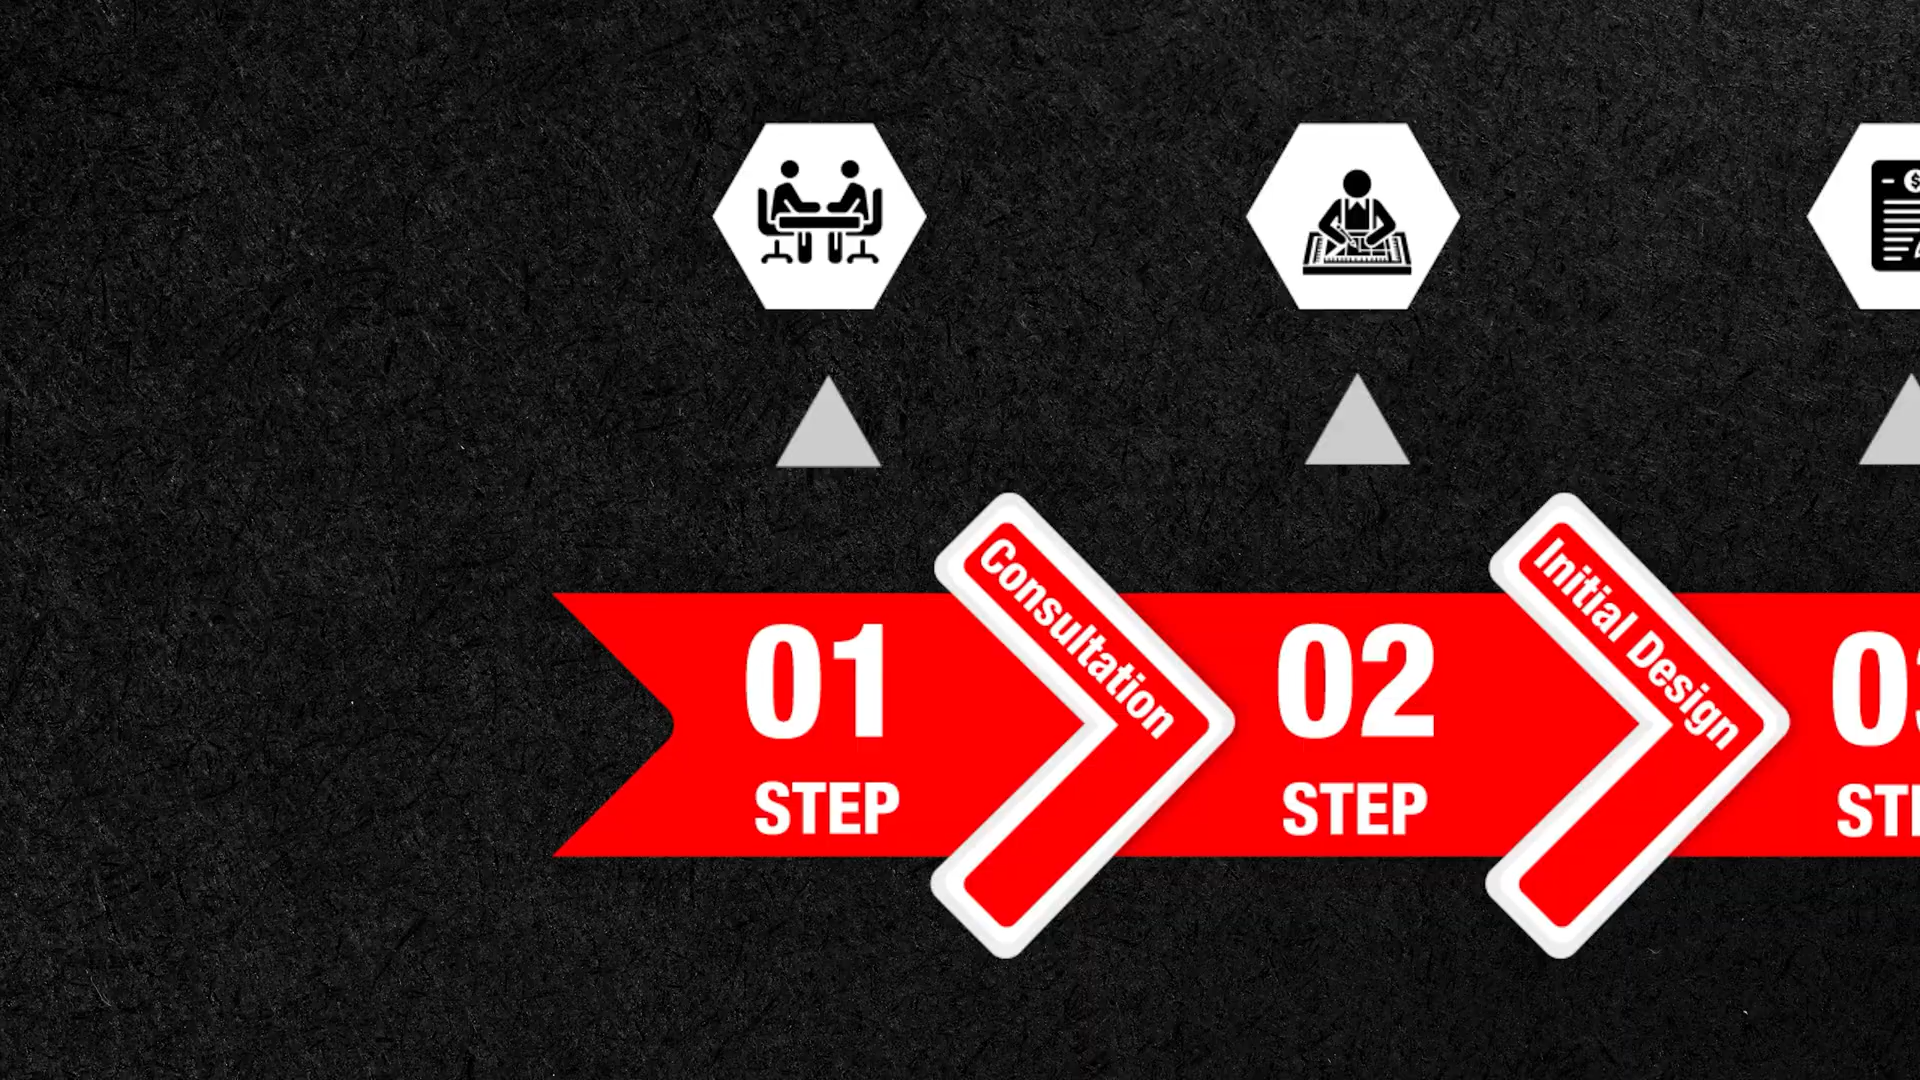 01
STEP
Consultation
02
STEP
Initial Design
$